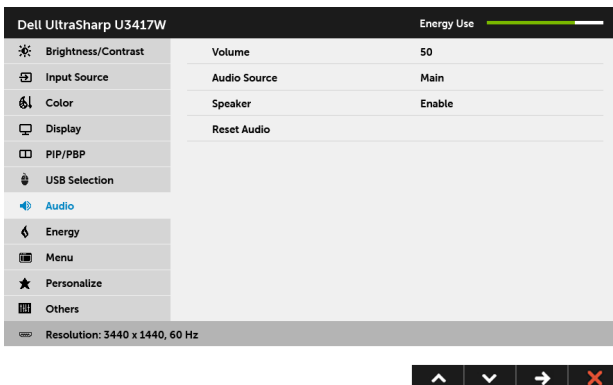 Dell UltraSharp U3417W Energy Use
Brightness/Contrast Volume 50
Input Source Audio Source Main
Color Speaker Enable
Display Reset Audio
PIP/PBP
USB Selection
Audio
Energy
Menu
Personalize
Others
Resolution: 3440 x 1440, 60 Hz